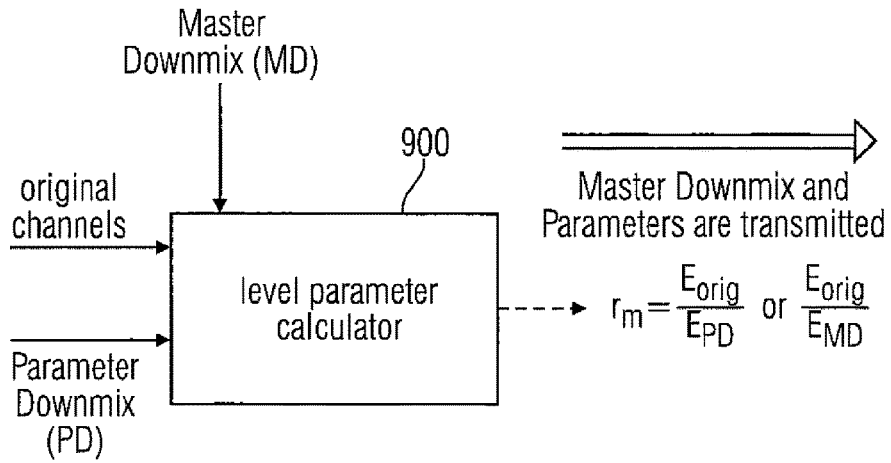 Master
Downmix (MD)
900
original
channels
Master Downmix and
Parameters are transmitted
level parameter
calculator
r_m = E_orig/E_PD or E_orig/E_MD
Parameter
Downmix
(PD)